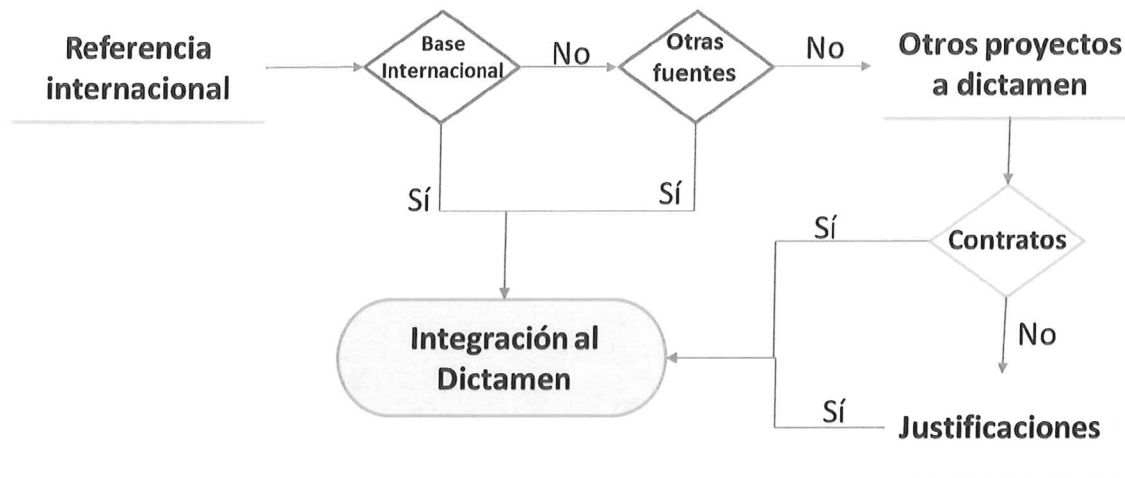 Referencia
internacional
Base
Internacional
No
Otras
fuentes
No
Otros proyectos
a dictamen
Sí
Sí
Sí
Contratos
Integración al
Dictamen
No
Sí
Justificaciones